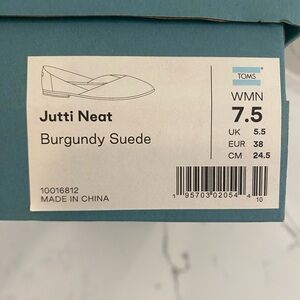 TOMS
WMN
Jutti Neat 7.5
Burgundy Suede UK 5.5
EUR 38
CM 24.5
10016812
MADE IN CHINA
1 95703 02054 4
10